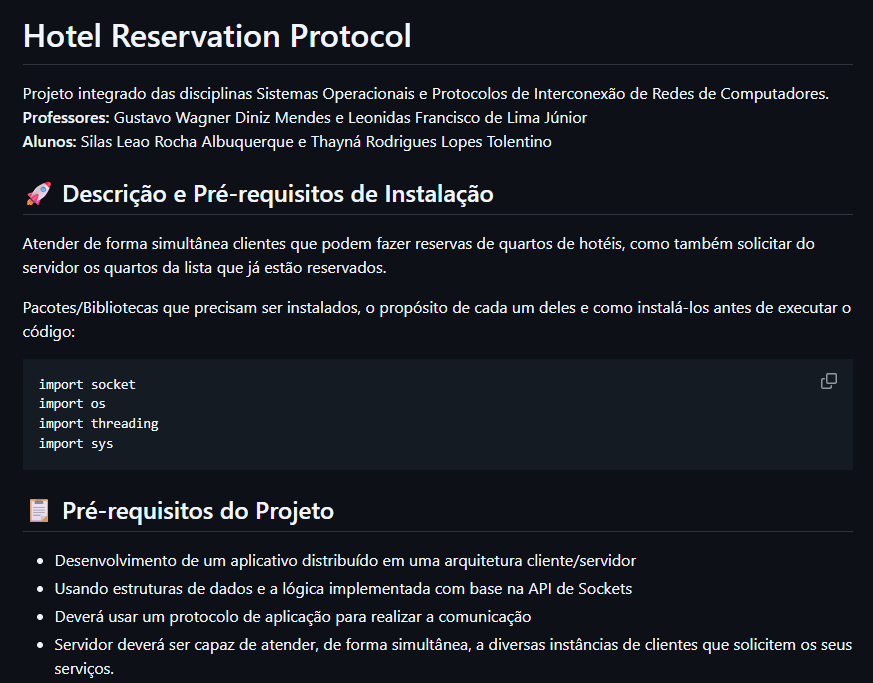 Hotel Reservation Protocol
Projeto integrado das disciplinas Sistemas Operacionais e Protocolos de Interconexão de Redes de Computadores.
Professores: Gustavo Wagner Diniz Mendes e Leonidas Francisco de Lima Júnior
Alunos: Silas Leao Rocha Albuquerque e Thayná Rodrigues Lopes Tolentino
🚀 Descrição e Pré-requisitos de Instalação
Atender de forma simultânea clientes que podem fazer reservas de quartos de hotéis, como também solicitar do
servidor os quartos da lista que já estão reservados.
Pacotes/Bibliotecas que precisam ser instalados, o propósito de cada um deles e como instalá-los antes de executar o
código:
import socket
import os
import threading
import sys
📋 Pré-requisitos do Projeto
• Desenvolvimento de um aplicativo distribuído em uma arquitetura cliente/servidor
• Usando estruturas de dados e a lógica implementada com base na API de Sockets
• Deverá usar um protocolo de aplicação para realizar a comunicação
• Servidor deverá ser capaz de atender, de forma simultânea, a diversas instâncias de clientes que solicitem os seus
serviços.